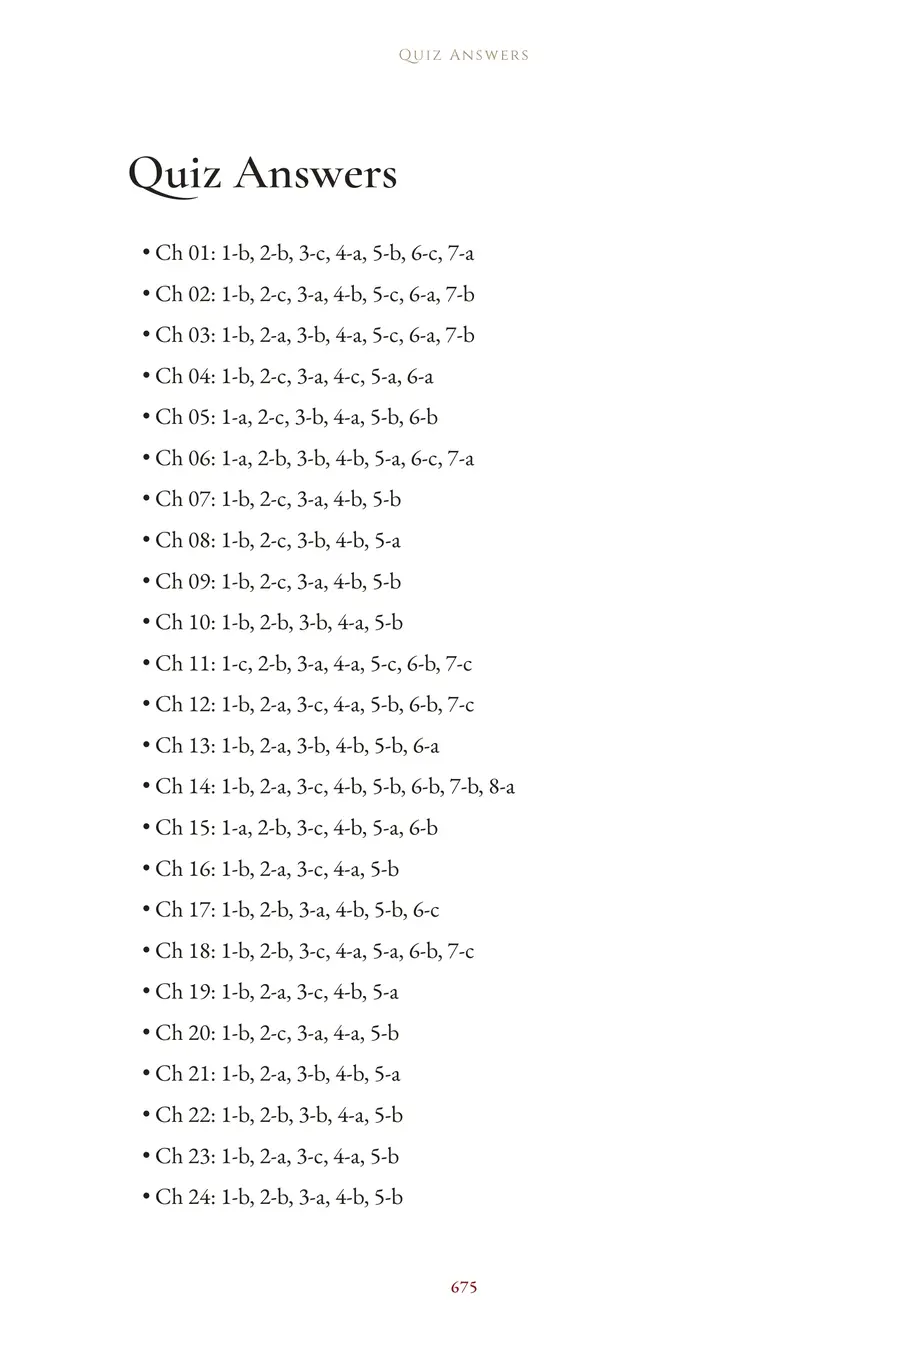 Quiz Answers
Quiz Answers
• Ch 01: 1-b, 2-b, 3-c, 4-a, 5-b, 6-c, 7-a
• Ch 02: 1-b, 2-c, 3-a, 4-b, 5-c, 6-a, 7-b
• Ch 03: 1-b, 2-a, 3-b, 4-a, 5-c, 6-a, 7-b
• Ch 04: 1-b, 2-c, 3-a, 4-c, 5-a, 6-a
• Ch 05: 1-a, 2-c, 3-b, 4-a, 5-b, 6-b
• Ch 06: 1-a, 2-b, 3-b, 4-b, 5-a, 6-c, 7-a
• Ch 07: 1-b, 2-c, 3-a, 4-b, 5-b
• Ch 08: 1-b, 2-c, 3-b, 4-b, 5-a
• Ch 09: 1-b, 2-c, 3-a, 4-b, 5-b
• Ch 10: 1-b, 2-b, 3-b, 4-a, 5-b
• Ch 11: 1-c, 2-b, 3-a, 4-a, 5-c, 6-b, 7-c
• Ch 12: 1-b, 2-a, 3-c, 4-a, 5-b, 6-b, 7-c
• Ch 13: 1-b, 2-a, 3-b, 4-b, 5-b, 6-a
• Ch 14: 1-b, 2-a, 3-c, 4-b, 5-b, 6-b, 7-b, 8-a
• Ch 15: 1-a, 2-b, 3-c, 4-b, 5-a, 6-b
• Ch 16: 1-b, 2-a, 3-c, 4-a, 5-b
• Ch 17: 1-b, 2-b, 3-a, 4-b, 5-b, 6-c
• Ch 18: 1-b, 2-b, 3-c, 4-a, 5-a, 6-b, 7-c
• Ch 19: 1-b, 2-a, 3-c, 4-b, 5-a
• Ch 20: 1-b, 2-c, 3-a, 4-a, 5-b
• Ch 21: 1-b, 2-a, 3-b, 4-b, 5-a
• Ch 22: 1-b, 2-b, 3-b, 4-a, 5-b
• Ch 23: 1-b, 2-a, 3-c, 4-a, 5-b
• Ch 24: 1-b, 2-b, 3-a, 4-b, 5-b
675